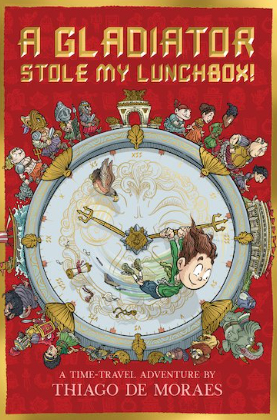 A GLADIATOR
STOLE MY LUNCHBOX!
A TIME-TRAVEL ADVENTURE BY
THIAGO DE MORAES